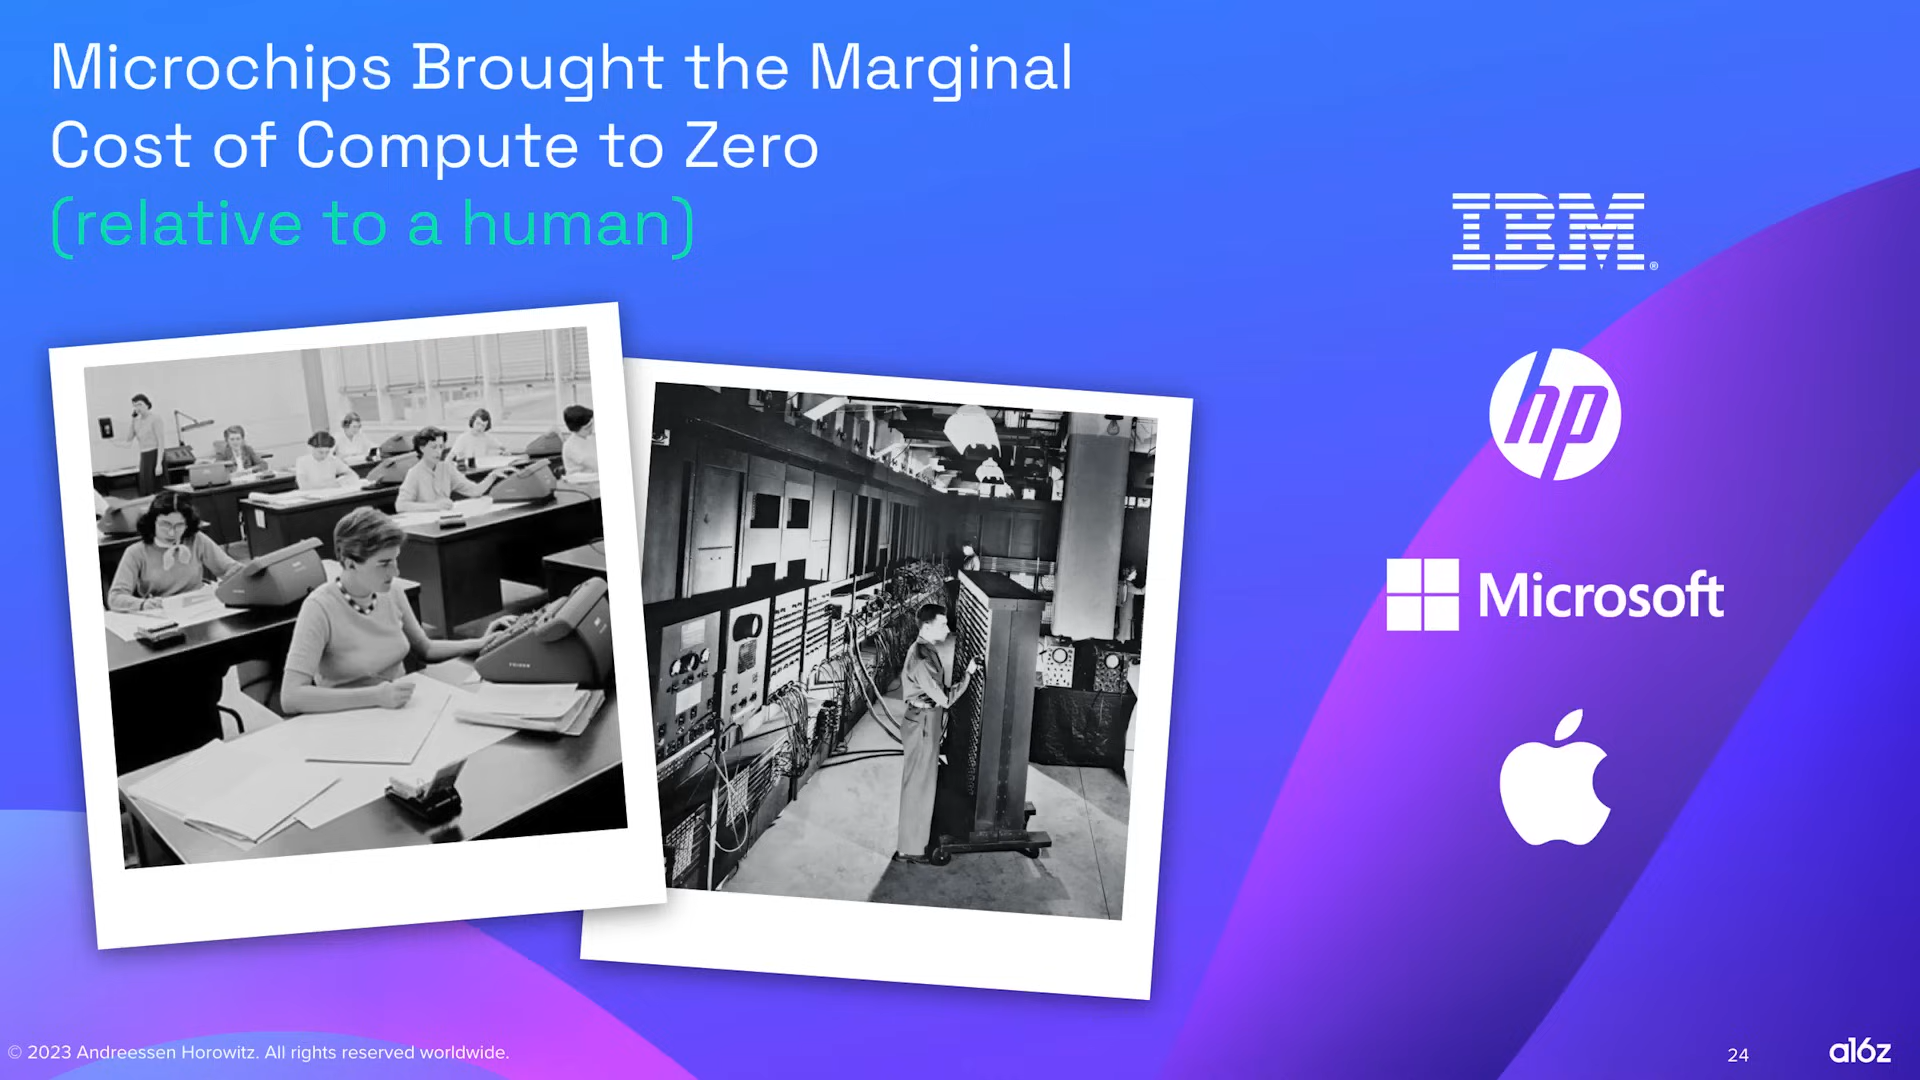 Microchips Brought the Marginal
Cost of Compute to Zero
(relative to a human)
IBM®
hp
Microsoft
FRIDEN
© 2023 Andreessen Horowitz. All rights reserved worldwide.
24
a16z